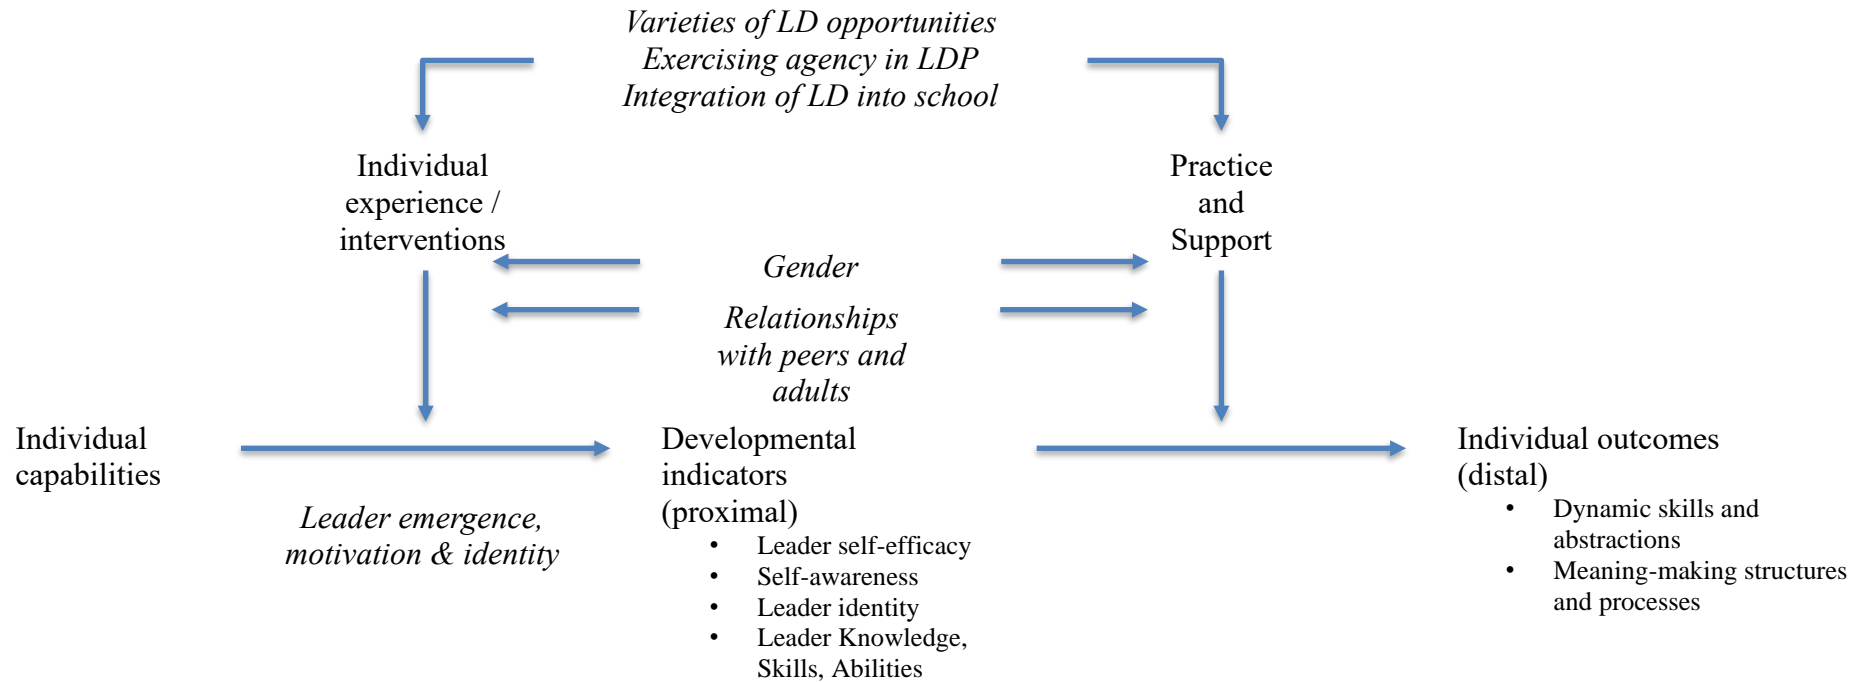 Varieties of LD opportunities
Exercising agency in LDP
Integration of LD into school
Individual
experience /
interventions
Practice
and
Support
Gender
Relationships
with peers and
adults
Individual
capabilities
Leader emergence,
motivation & identity
Developmental
indicators
(proximal)
• Leader self-efficacy
• Self-awareness
• Leader identity
• Leader Knowledge,
Skills, Abilities
Individual outcomes
(distal)
• Dynamic skills and
abstractions
• Meaning-making structures
and processes